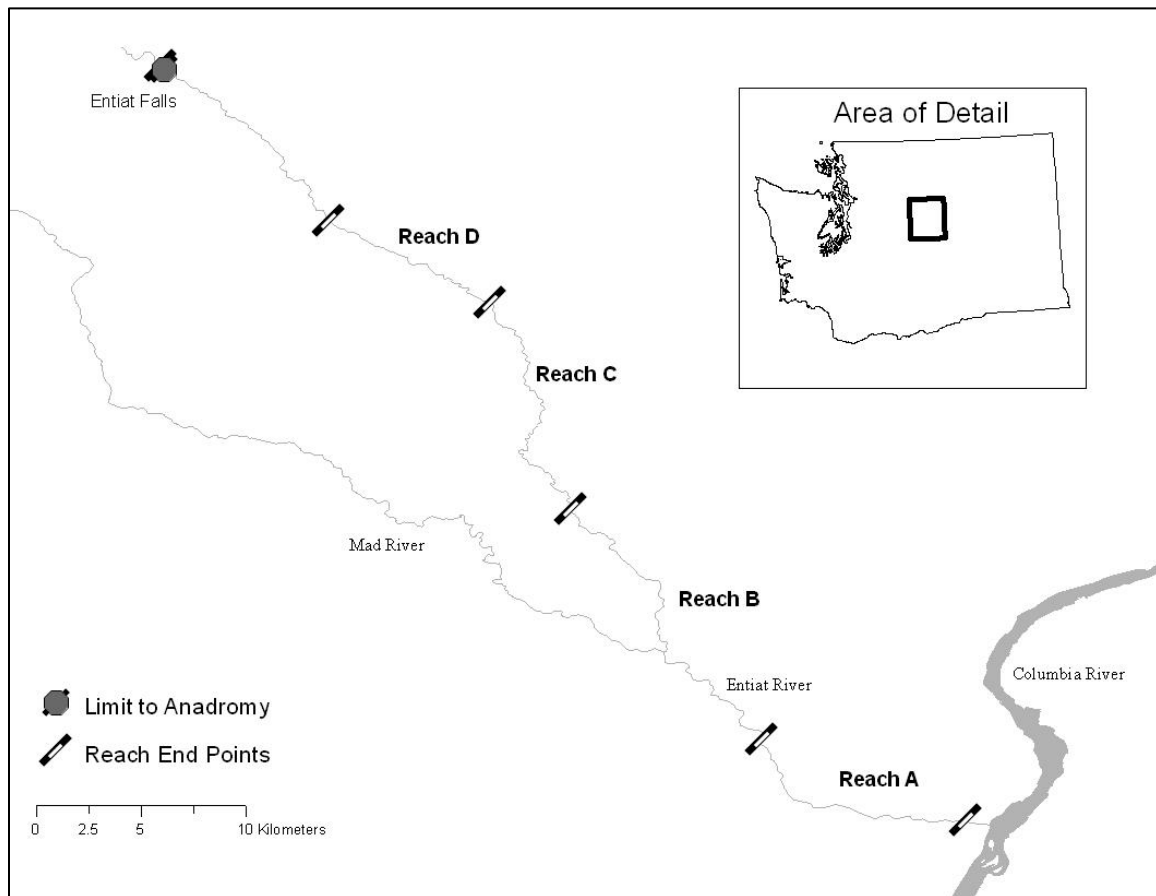 Entiat Falls
Area of Detail
Reach D
Reach C
Mad River
Reach B
Entiat River
Columbia River
Limit to Anadromy
Reach End Points
Reach A
0 2.5 5 10 Kilometers